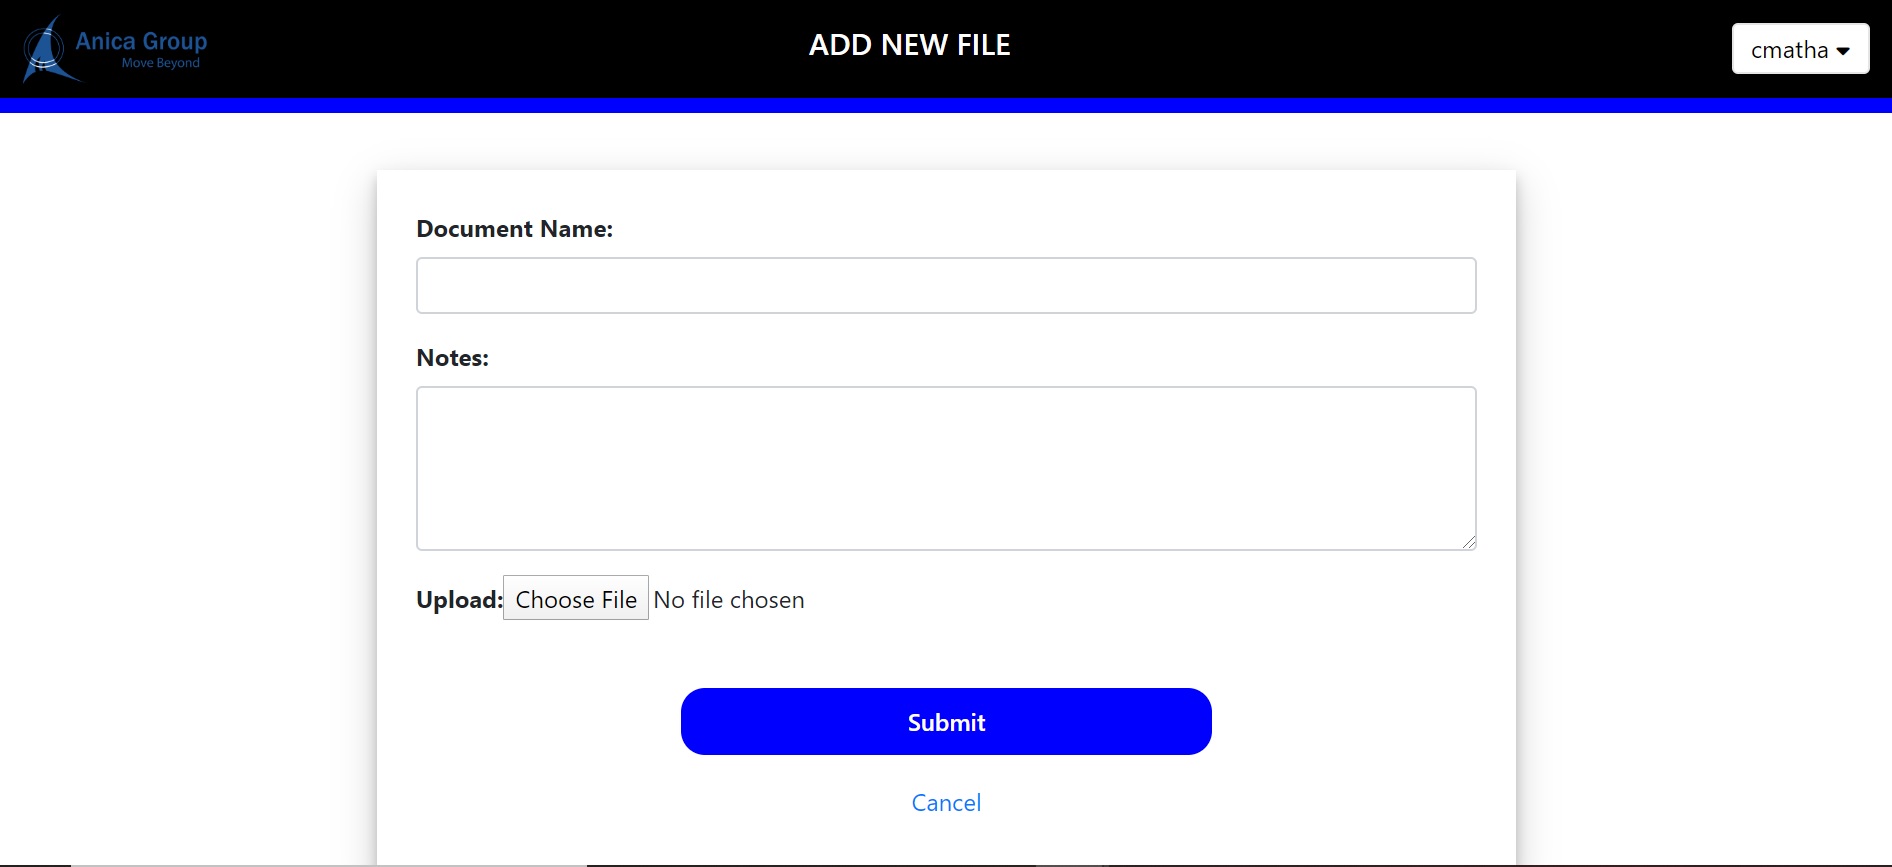 Anica Group
Move Beyond
ADD NEW FILE
cmatha
Document Name:
Notes:
Upload: Choose File No file chosen
Submit
Cancel